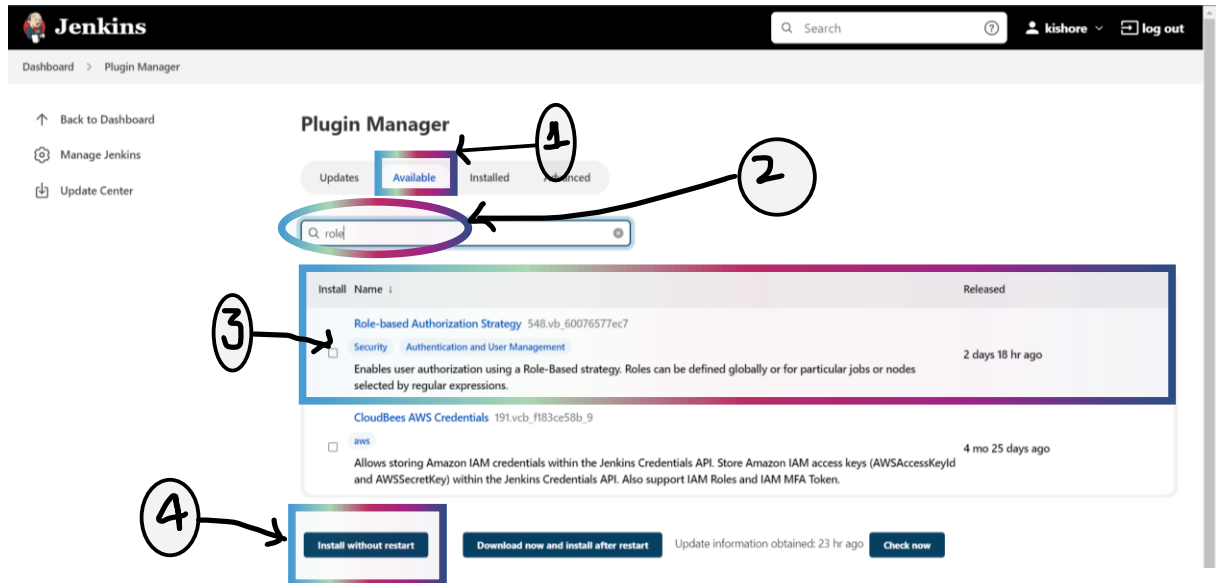 Jenkins
Search
kishore
log out
Dashboard > Plugin Manager
Back to Dashboard
Manage Jenkins
Update Center
Plugin Manager
1
2
Updates Available Installed Advanced
role
Install Name ↓ Released
3
Role-based Authorization Strategy 548.vb_60076577ec7
Security Authentication and User Management
2 days 18 hr ago
Enables user authorization using a Role-Based strategy. Roles can be defined globally or for particular jobs or nodes
selected by regular expressions.
CloudBees AWS Credentials 191.vcb_f183ce58b_9
aws
4 mo 25 days ago
Allows storing Amazon IAM credentials within the Jenkins Credentials API. Store Amazon IAM access keys (AWSAccessKeyId
and AWSSecretKey) within the Jenkins Credentials API. Also support IAM Roles and IAM MFA Token.
4
Install without restart Download now and install after restart Update information obtained: 23 hr ago Check now